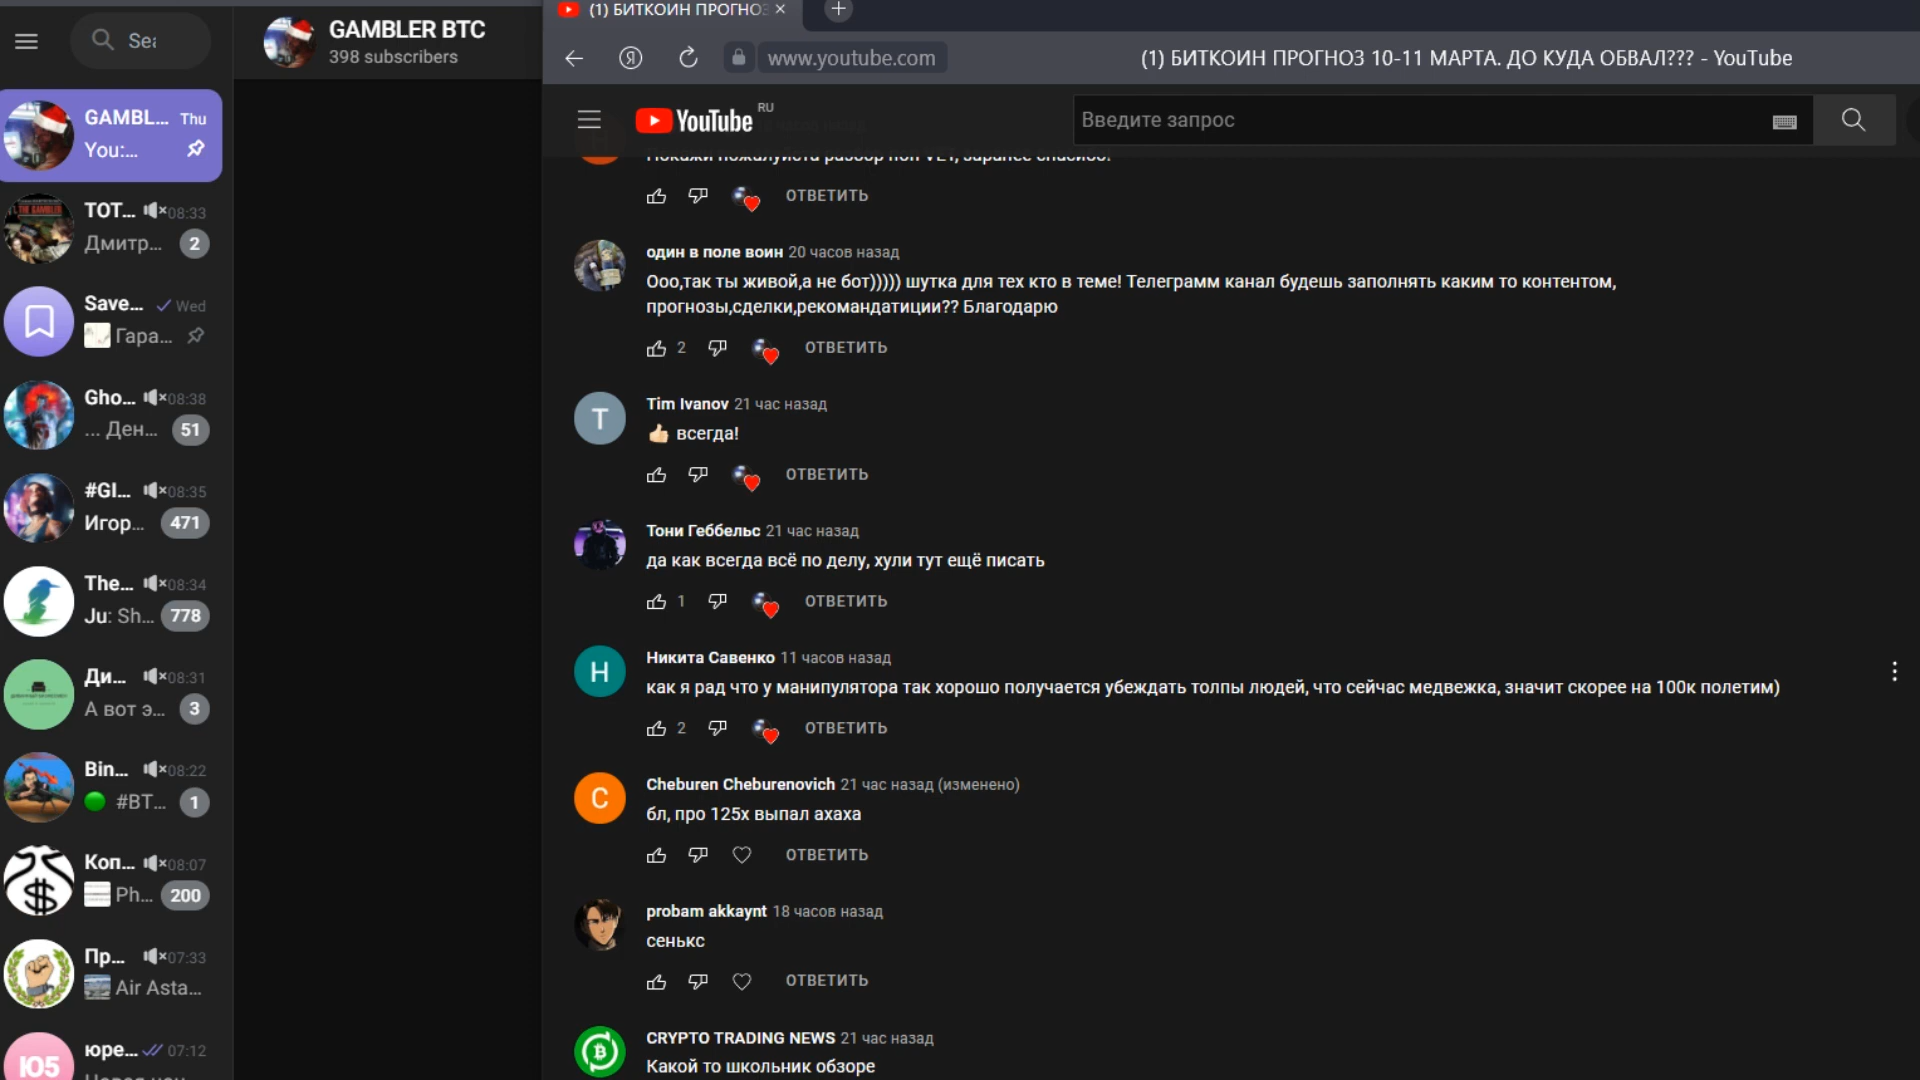 Sea
GAMBL... Thu
You:...
ТОТ... 08:33
Дмитр... 2
Save... Wed
Гара...
Gho... 08:38
... Ден... 51
#GI... 08:35
Игор... 471
The... 08:34
Ju: Sh... 778
Ди... 08:31
А вот э... 3
Bin... 08:22
#BT... 1
Коп... 08:07
Ph... 200
Пр... 07:33
Air Asta...
юре... 07:12
Ю5
GAMBLER BTC
398 subscribers
(1) БИТКОИН ПРОГНОЗ
www.youtube.com
(1) БИТКОИН ПРОГНОЗ 10-11 МАРТА. ДО КУДА ОБВАЛ??? - YouTube
YouTube RU
Введите запрос
ОТВЕТИТЬ
один в поле воин 20 часов назад
Ооо,так ты живой,а не бот))))) шутка для тех кто в теме! Телеграмм канал будешь заполнять каким то контентом,
прогнозы,сделки,рекомандатиции?? Благодарю
2 ОТВЕТИТЬ
T
Tim Ivanov 21 час назад
всегда!
ОТВЕТИТЬ
Тони Геббельс 21 час назад
да как всегда всё по делу, хули тут ещё писать
1 ОТВЕТИТЬ
Н
Никита Савенко 11 часов назад
как я рад что у манипулятора так хорошо получается убеждать толпы людей, что сейчас медвежка, значит скорее на 100к полетим)
2 ОТВЕТИТЬ
C
Cheburen Cheburenovich 21 час назад (изменено)
бл, про 125х выпал ахаха
ОТВЕТИТЬ
probam akkaynt 18 часов назад
сенькс
ОТВЕТИТЬ
CRYPTO TRADING NEWS 21 час назад
Какой то школьник обзоре